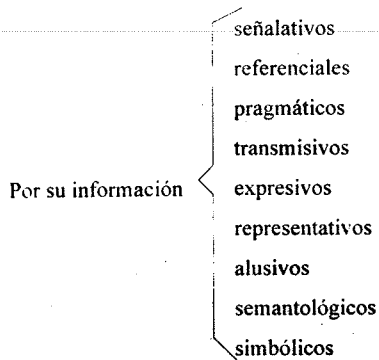 señalativos
referenciales
pragmáticos
transmisivos
Por su información
expresivos
representativos
alusivos
semantológicos
simbólicos